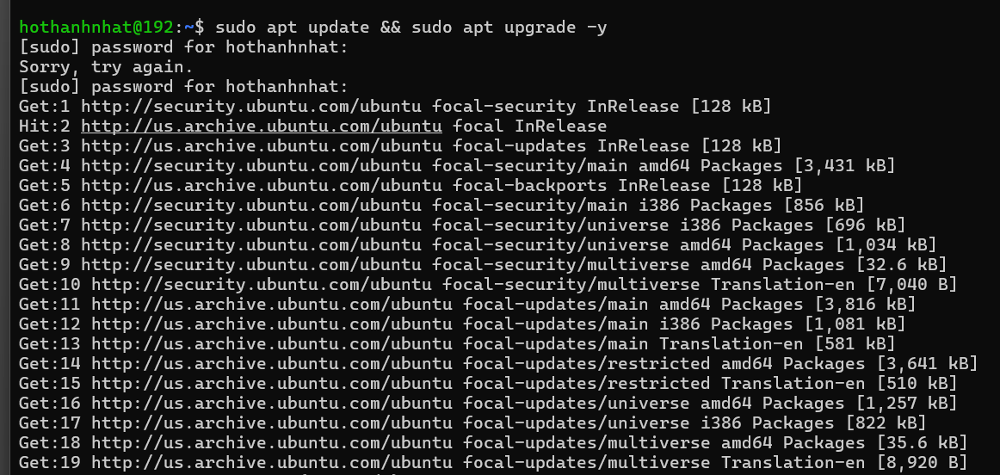 hothanhnhat@192:~$ sudo apt update && sudo apt upgrade -y
[sudo] password for hothanhnhat:
Sorry, try again.
[sudo] password for hothanhnhat:
Get:1 http://security.ubuntu.com/ubuntu focal-security InRelease [128 kB]
Hit:2 http://us.archive.ubuntu.com/ubuntu focal InRelease
Get:3 http://us.archive.ubuntu.com/ubuntu focal-updates InRelease [128 kB]
Get:4 http://security.ubuntu.com/ubuntu focal-security/main amd64 Packages [3,431 kB]
Get:5 http://us.archive.ubuntu.com/ubuntu focal-backports InRelease [128 kB]
Get:6 http://security.ubuntu.com/ubuntu focal-security/main i386 Packages [856 kB]
Get:7 http://security.ubuntu.com/ubuntu focal-security/universe i386 Packages [696 kB]
Get:8 http://security.ubuntu.com/ubuntu focal-security/universe amd64 Packages [1,034 kB]
Get:9 http://security.ubuntu.com/ubuntu focal-security/multiverse amd64 Packages [32.6 kB]
Get:10 http://security.ubuntu.com/ubuntu focal-security/multiverse Translation-en [7,040 B]
Get:11 http://us.archive.ubuntu.com/ubuntu focal-updates/main amd64 Packages [3,816 kB]
Get:12 http://us.archive.ubuntu.com/ubuntu focal-updates/main i386 Packages [1,081 kB]
Get:13 http://us.archive.ubuntu.com/ubuntu focal-updates/main Translation-en [581 kB]
Get:14 http://us.archive.ubuntu.com/ubuntu focal-updates/restricted amd64 Packages [3,641 kB]
Get:15 http://us.archive.ubuntu.com/ubuntu focal-updates/restricted Translation-en [510 kB]
Get:16 http://us.archive.ubuntu.com/ubuntu focal-updates/universe amd64 Packages [1,257 kB]
Get:17 http://us.archive.ubuntu.com/ubuntu focal-updates/universe i386 Packages [822 kB]
Get:18 http://us.archive.ubuntu.com/ubuntu focal-updates/multiverse amd64 Packages [35.6 kB]
Get:19 http://us.archive.ubuntu.com/ubuntu focal-updates/multiverse Translation-en [8,920 B]